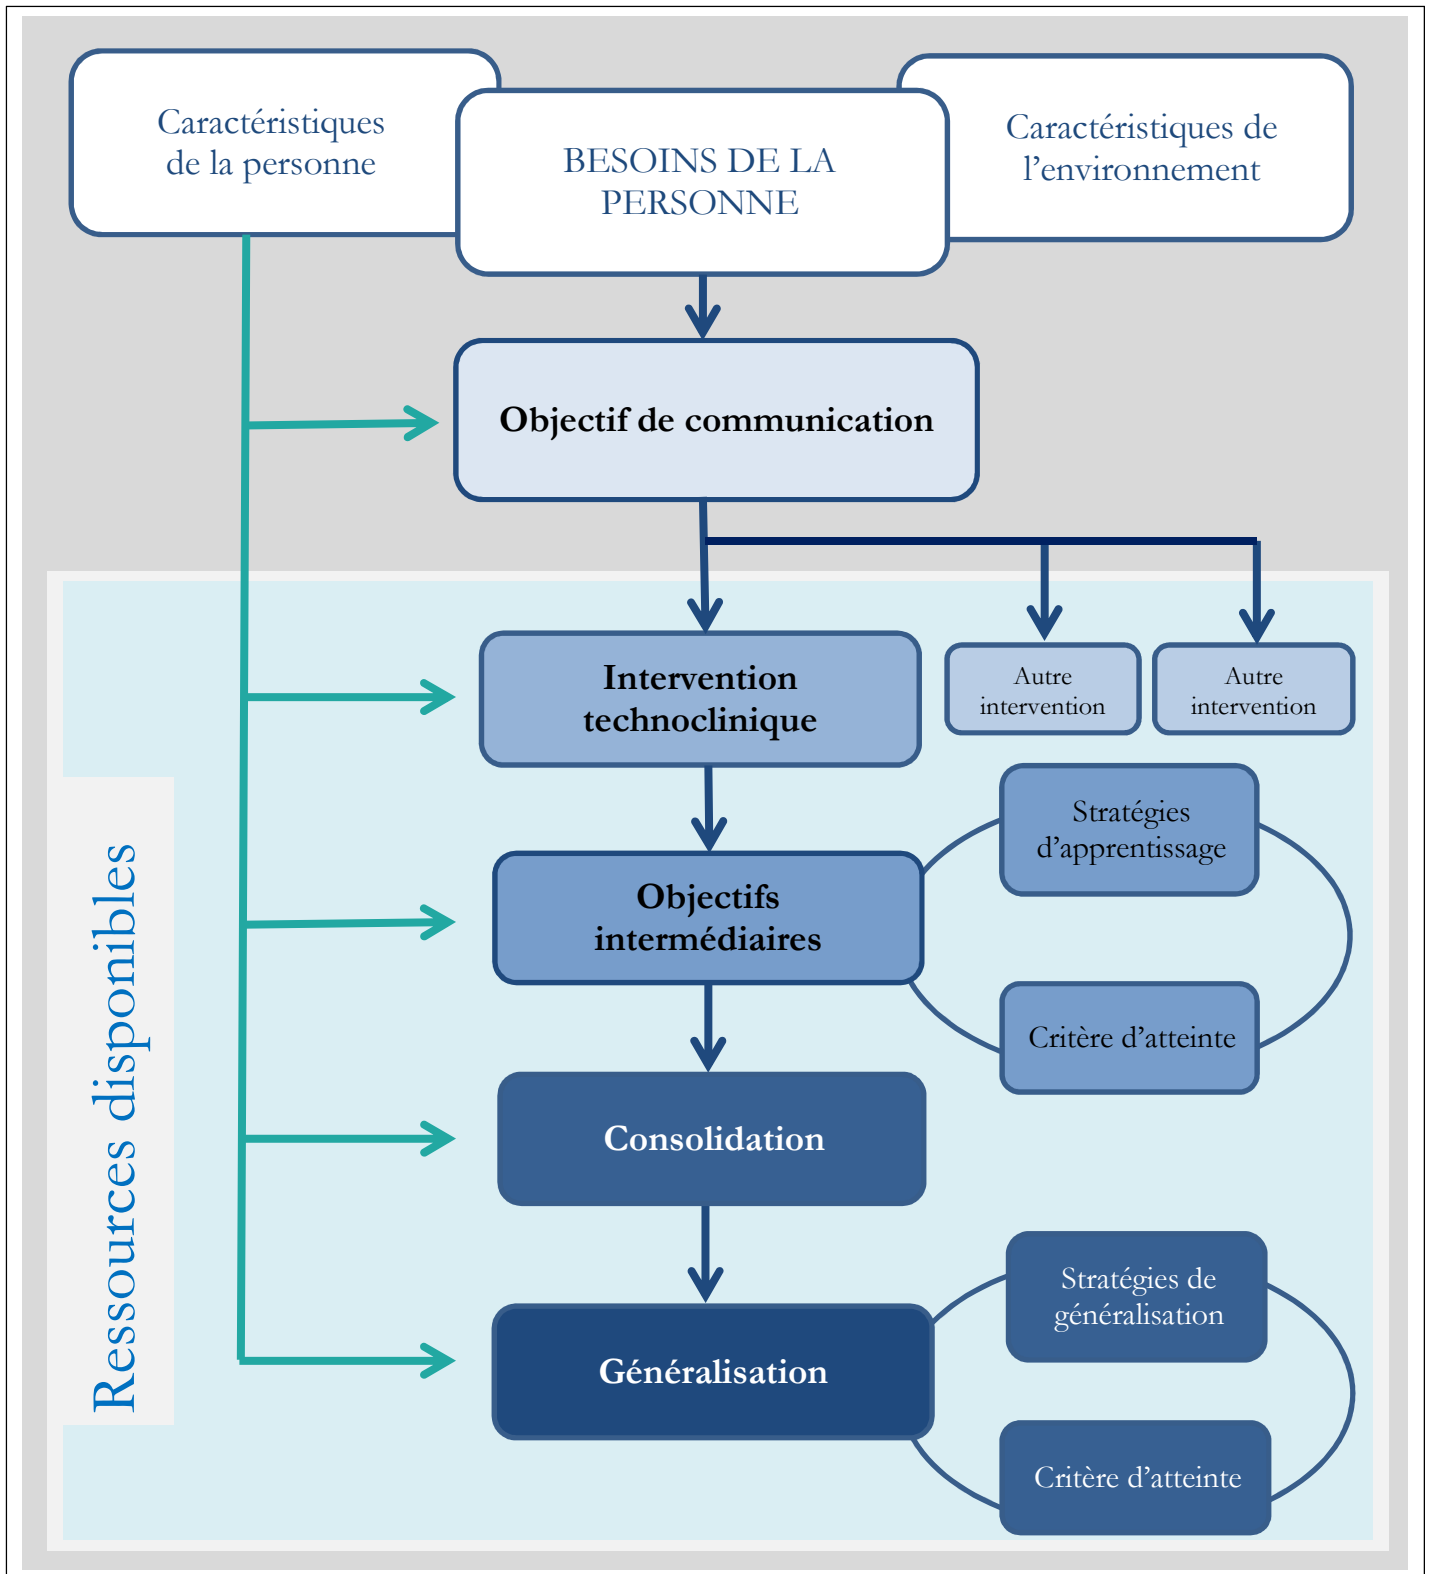 Caractéristiques
de la personne
BESOINS DE LA
PERSONNE
Caractéristiques de
l’environnement
Objectif de communication
Intervention
technoclinique
Autre
intervention
Autre
intervention
Stratégies
d’apprentissage
Objectifs
intermédiaires
Critère d’atteinte
Ressources disponibles
Consolidation
Stratégies de
généralisation
Généralisation
Critère d’atteinte